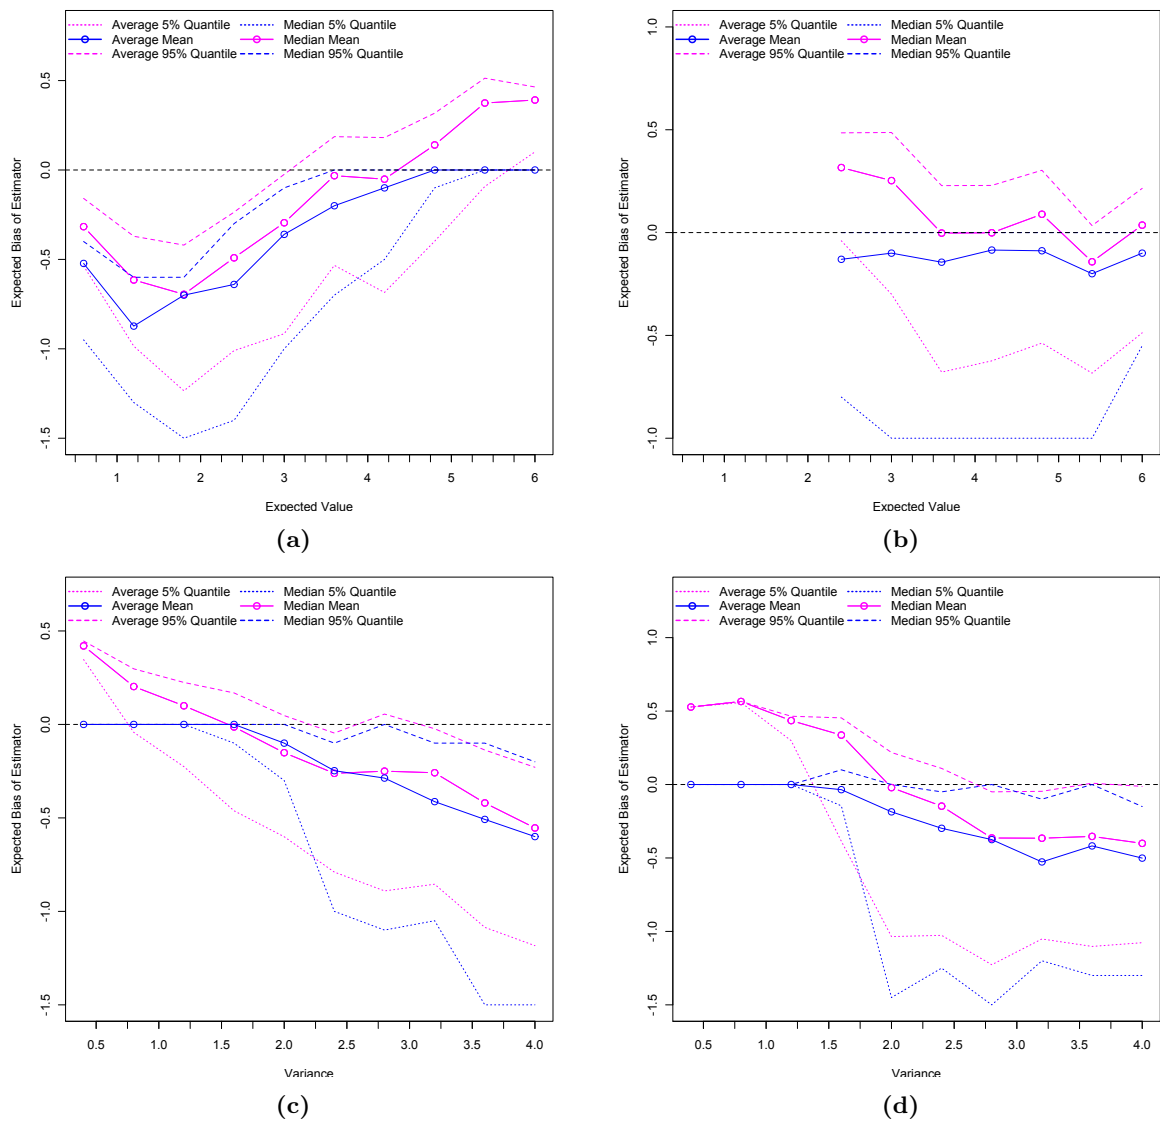 Average 5% Quantile
Average Mean
Average 95% Quantile
Median 5% Quantile
Median Mean
Median 95% Quantile
Expected Bias of Estimator
0.5
0.0
-0.5
-1.0
-1.5
1 2 3 4 5 6
Expected Value
(a)
Average 5% Quantile
Average Mean
Average 95% Quantile
Median 5% Quantile
Median Mean
Median 95% Quantile
Expected Bias of Estimator
1.0
0.5
0.0
-0.5
-1.0
1 2 3 4 5 6
Expected Value
(b)
Average 5% Quantile
Average Mean
Average 95% Quantile
Median 5% Quantile
Median Mean
Median 95% Quantile
Expected Bias of Estimator
0.5
0.0
-0.5
-1.0
-1.5
0.5 1.0 1.5 2.0 2.5 3.0 3.5 4.0
Variance
(c)
Average 5% Quantile
Average Mean
Average 95% Quantile
Median 5% Quantile
Median Mean
Median 95% Quantile
Expected Bias of Estimator
1.0
0.5
0.0
-0.5
-1.0
-1.5
0.5 1.0 1.5 2.0 2.5 3.0 3.5 4.0
Variance
(d)